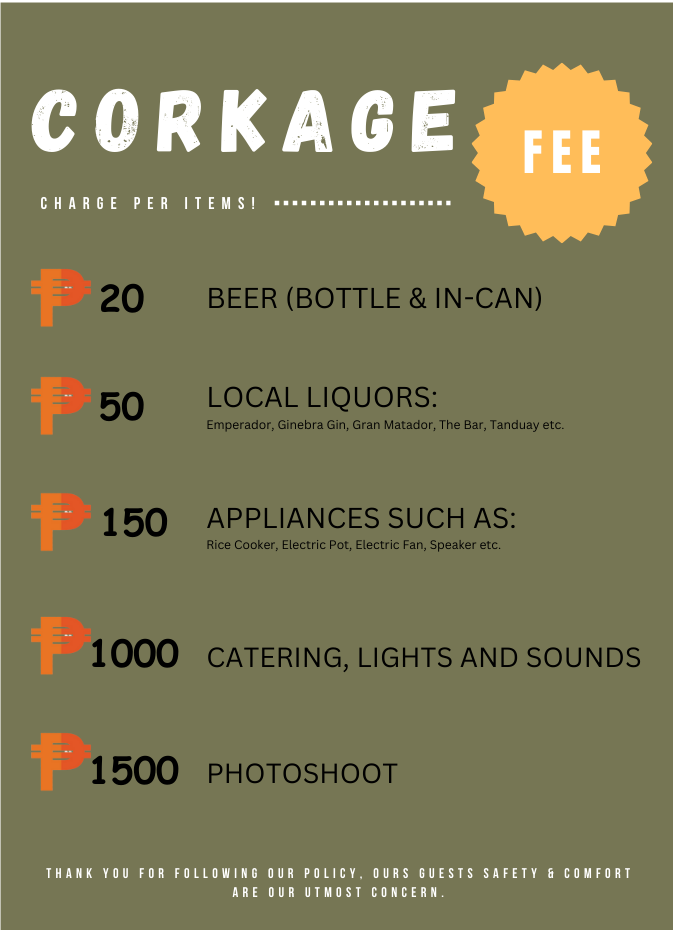 CORKAGE
FEE
CHARGE PER ITEMS!
₱ 20 BEER (BOTTLE & IN-CAN)
₱ 50 LOCAL LIQUORS:
Emperador, Ginebra Gin, Gran Matador, The Bar, Tanduay etc.
₱ 150 APPLIANCES SUCH AS:
Rice Cooker, Electric Pot, Electric Fan, Speaker etc.
₱ 1000 CATERING, LIGHTS AND SOUNDS
₱ 1500 PHOTOSHOOT
THANK YOU FOR FOLLOWING OUR POLICY, OURS GUESTS SAFETY & COMFORT
ARE OUR UTMOST CONCERN.